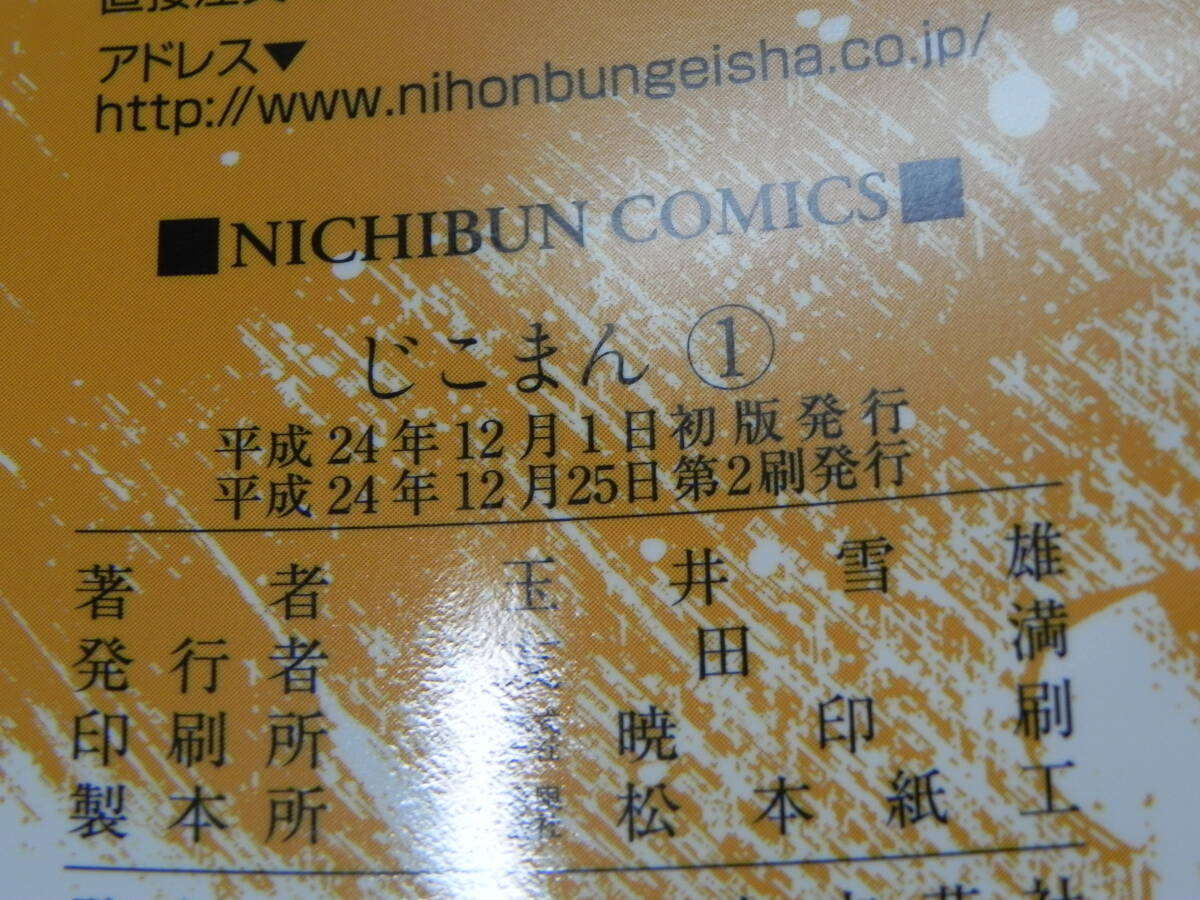 アドレス▼
http://www.nihonbungeisha.co.jp/
■NICHIBUN COMICS■
じこまん ①
平成24年12月1日初版発行
平成24年12月25日第2刷発行
著者 玉井雪雄
発行者 田満
印刷所 暁印刷
製本所 松本紙工